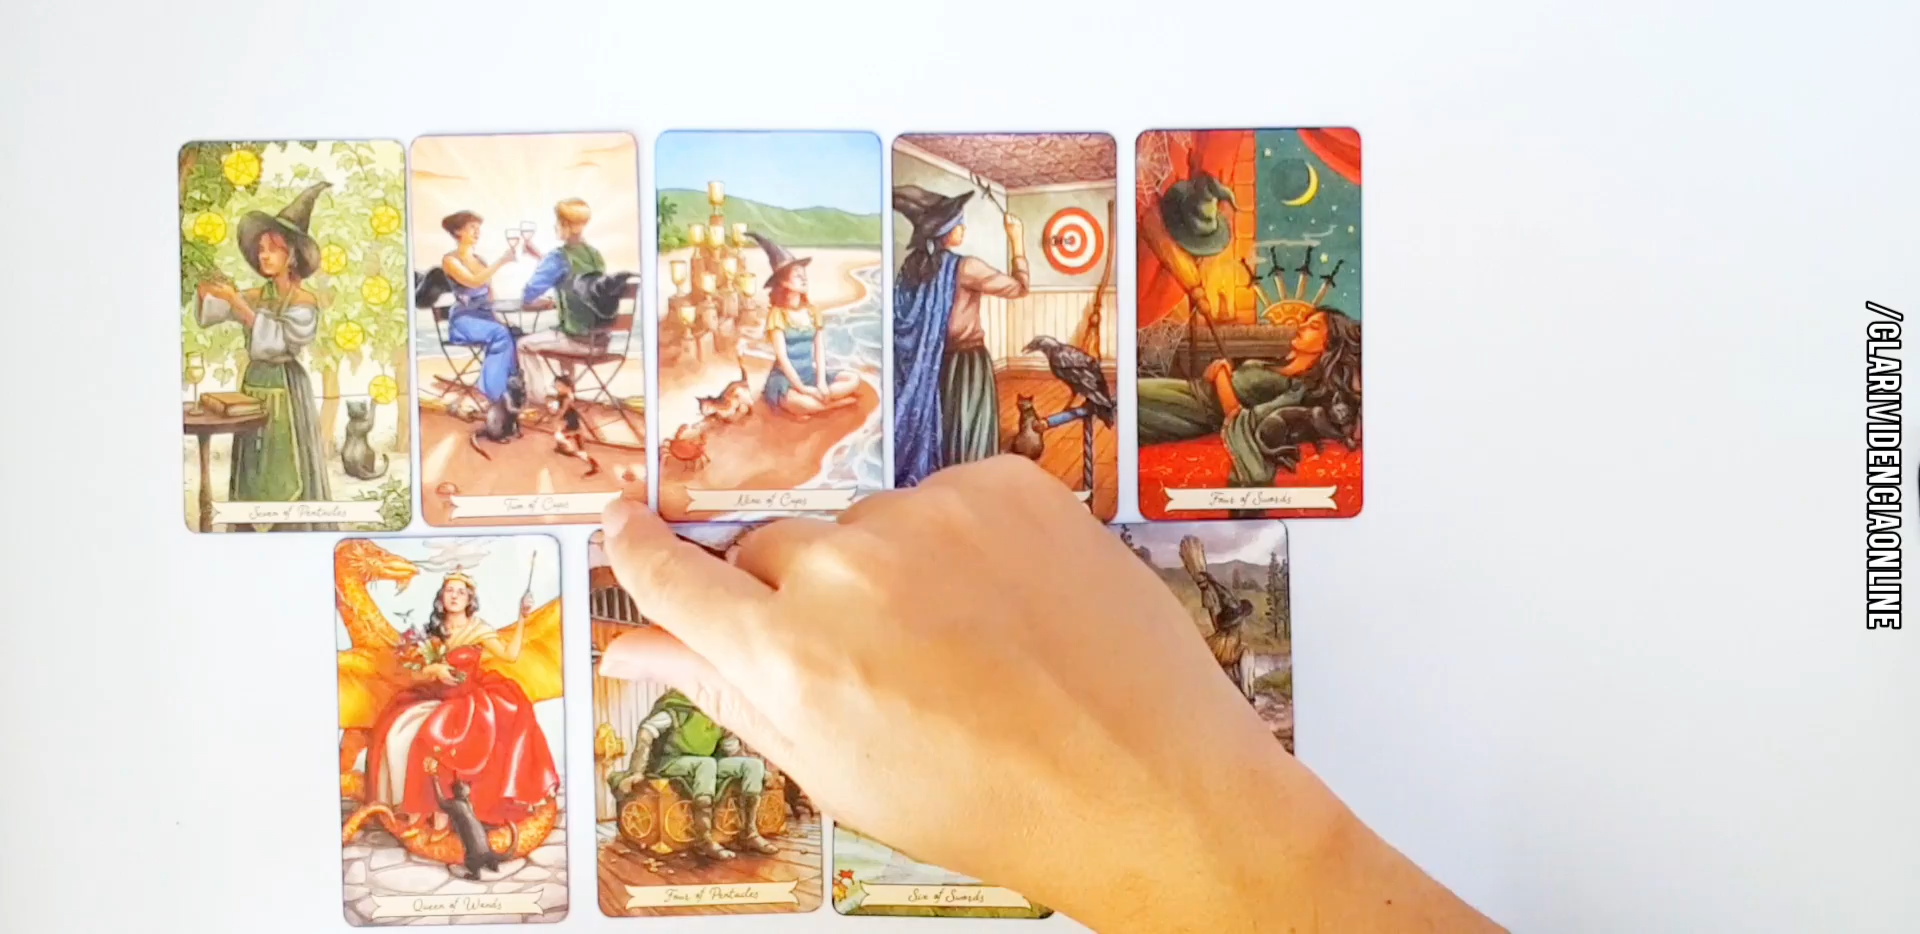 Seven of Pentacles
Two of Cups
Nine of Cups
Four of Swords
Queen of Wands
Four of Pentacles
Six of Swords
/CLARIVIDENCIAONLINE